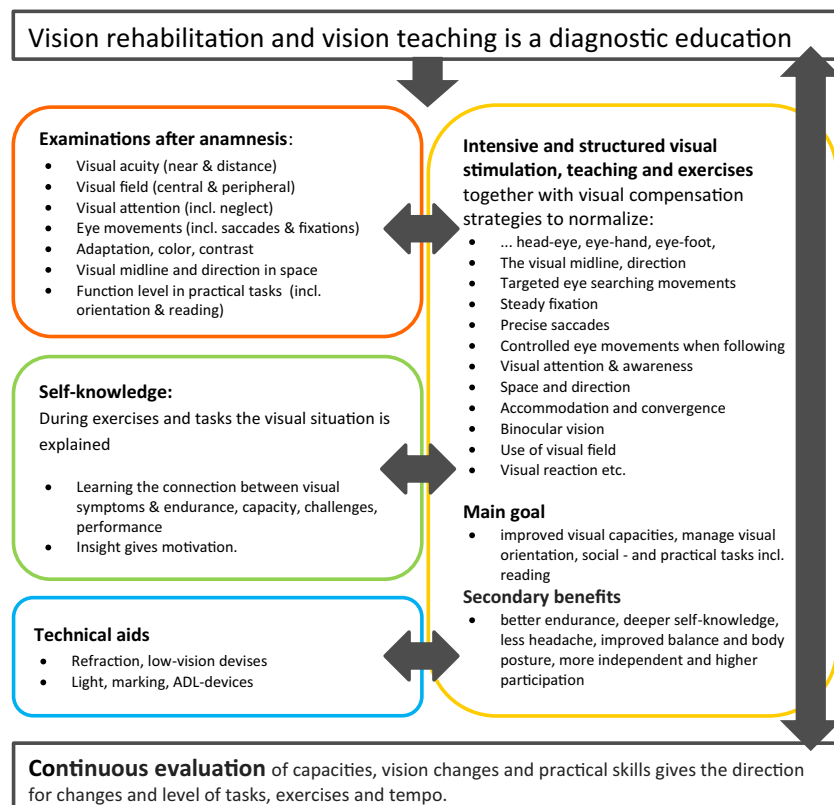 Vision rehabilitation and vision teaching is a diagnostic education
Examinations after anamnesis:
• Visual acuity (near & distance)
• Visual field (central & peripheral)
• Visual attention (incl. neglect)
• Eye movements (incl. saccades & fixations)
• Adaptation, color, contrast
• Visual midline and direction in space
• Function level in practical tasks (incl.
orientation & reading)
Self-knowledge:
During exercises and tasks the visual situation is
explained
• Learning the connection between visual
symptoms & endurance, capacity, challenges,
performance
• Insight gives motivation.
Technical aids
• Refraction, low-vision devises
• Light, marking, ADL-devices
Intensive and structured visual
stimulation, teaching and exercises
together with visual compensation
strategies to normalize:
• ... head-eye, eye-hand, eye-foot,
• The visual midline, direction
• Targeted eye searching movements
• Steady fixation
• Precise saccades
• Controlled eye movements when following
• Visual attention & awareness
• Space and direction
• Accommodation and convergence
• Binocular vision
• Use of visual field
• Visual reaction etc.
Main goal
• improved visual capacities, manage visual
orientation, social - and practical tasks incl.
reading
Secondary benefits
• better endurance, deeper self-knowledge,
less headache, improved balance and body
posture, more independent and higher
participation
Continuous evaluation of capacities, vision changes and practical skills gives the direction
for changes and level of tasks, exercises and tempo.